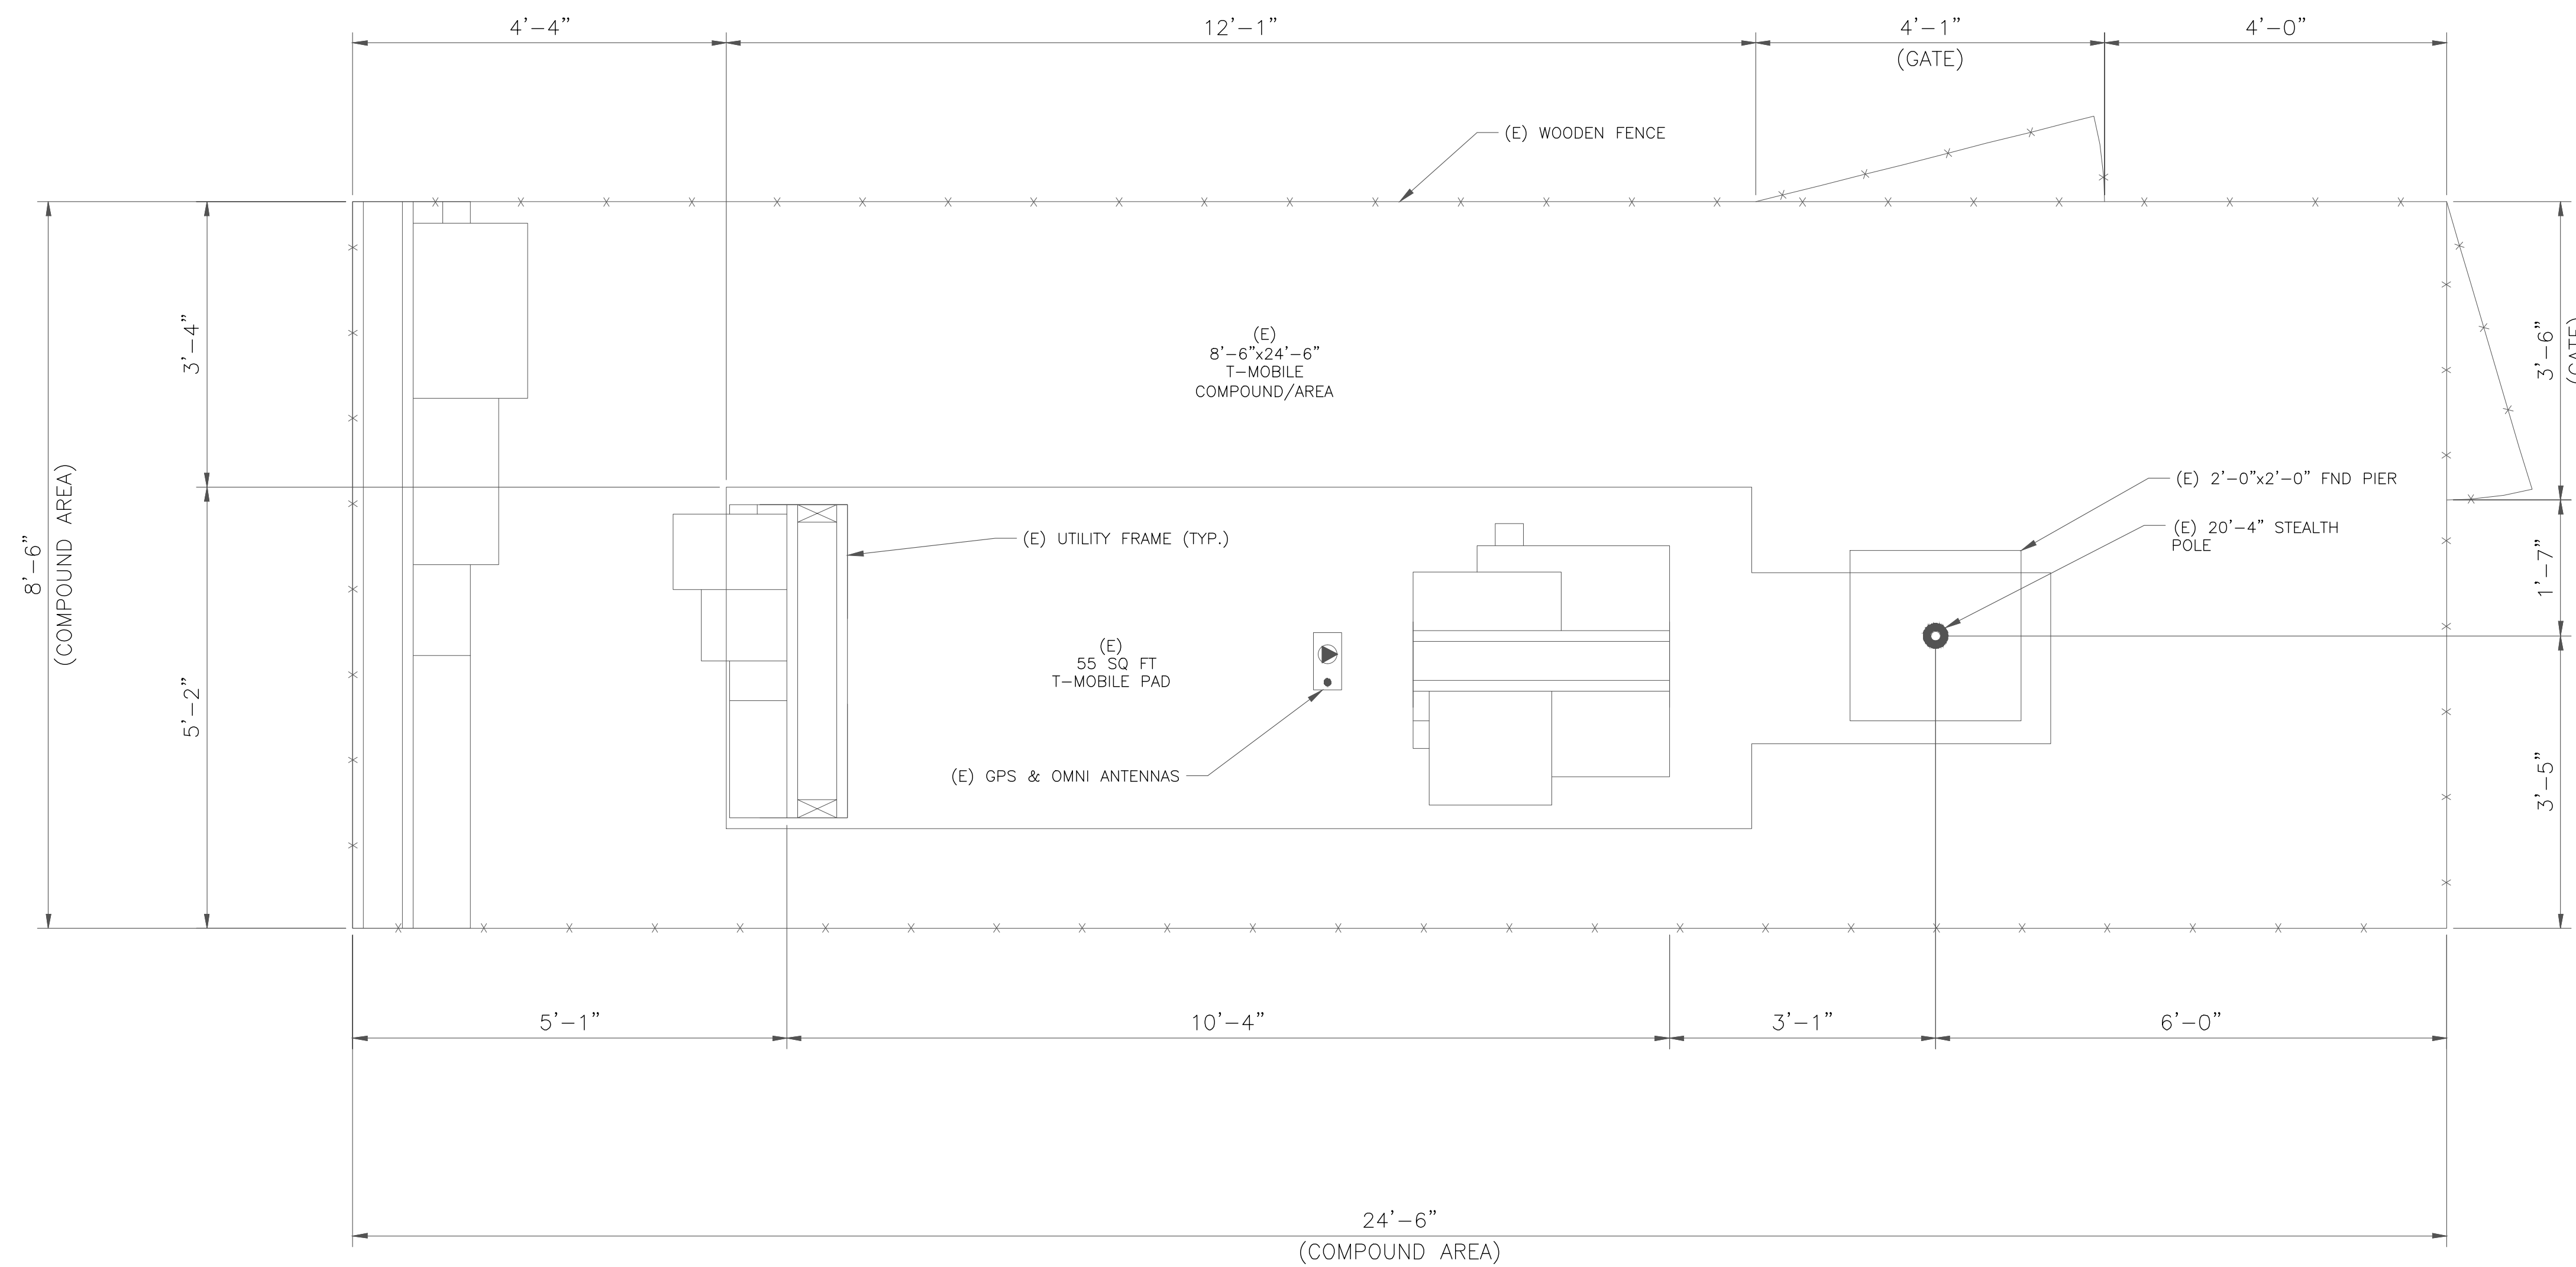 4'-4"
12'-1"
4'-1"
(GATE)
4'-0"
(E) WOODEN FENCE
8'-6"
(COMPOUND AREA)
3'-4"
5'-2"
(E)
8'-6"x24'-6"
T-MOBILE
COMPOUND/AREA
3'-6"
(GATE)
(E) 2'-0"x2'-0" FND PIER
(E) 20'-4" STEALTH
POLE
1'-7"
3'-5"
(E) UTILITY FRAME (TYP.)
(E)
55 SQ FT
T-MOBILE PAD
(E) GPS & OMNI ANTENNAS
5'-1"
10'-4"
3'-1"
6'-0"
24'-6"
(COMPOUND AREA)